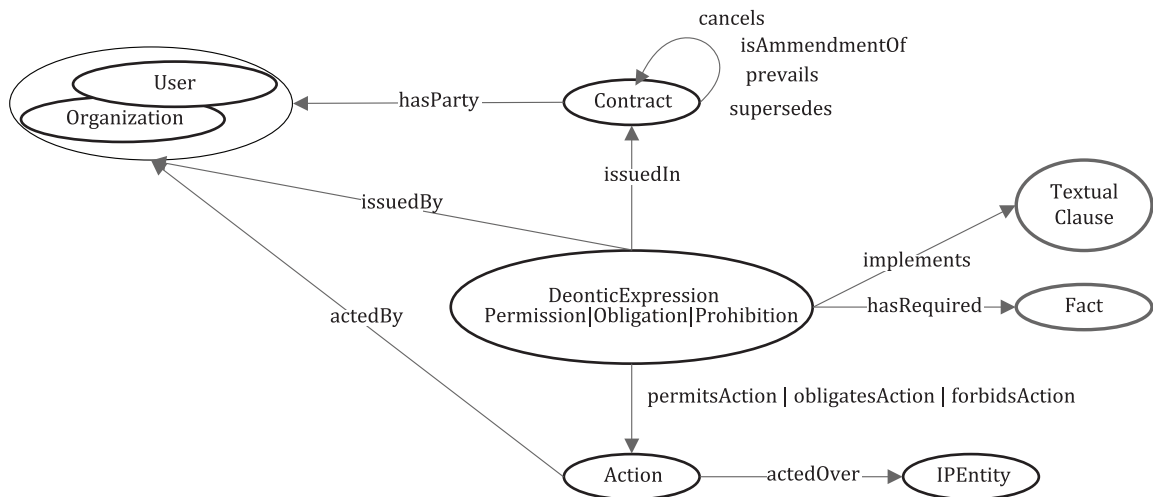 cancels
isAmmendmentOf
prevails
supersedes
User
Organization
hasParty
Contract
issuedIn
issuedBy
Textual
Clause
implements
DeonticExpression
Permission|Obligation|Prohibition
hasRequired
Fact
actedBy
permitsAction | obligatesAction | forbidsAction
Action
actedOver
IPEntity